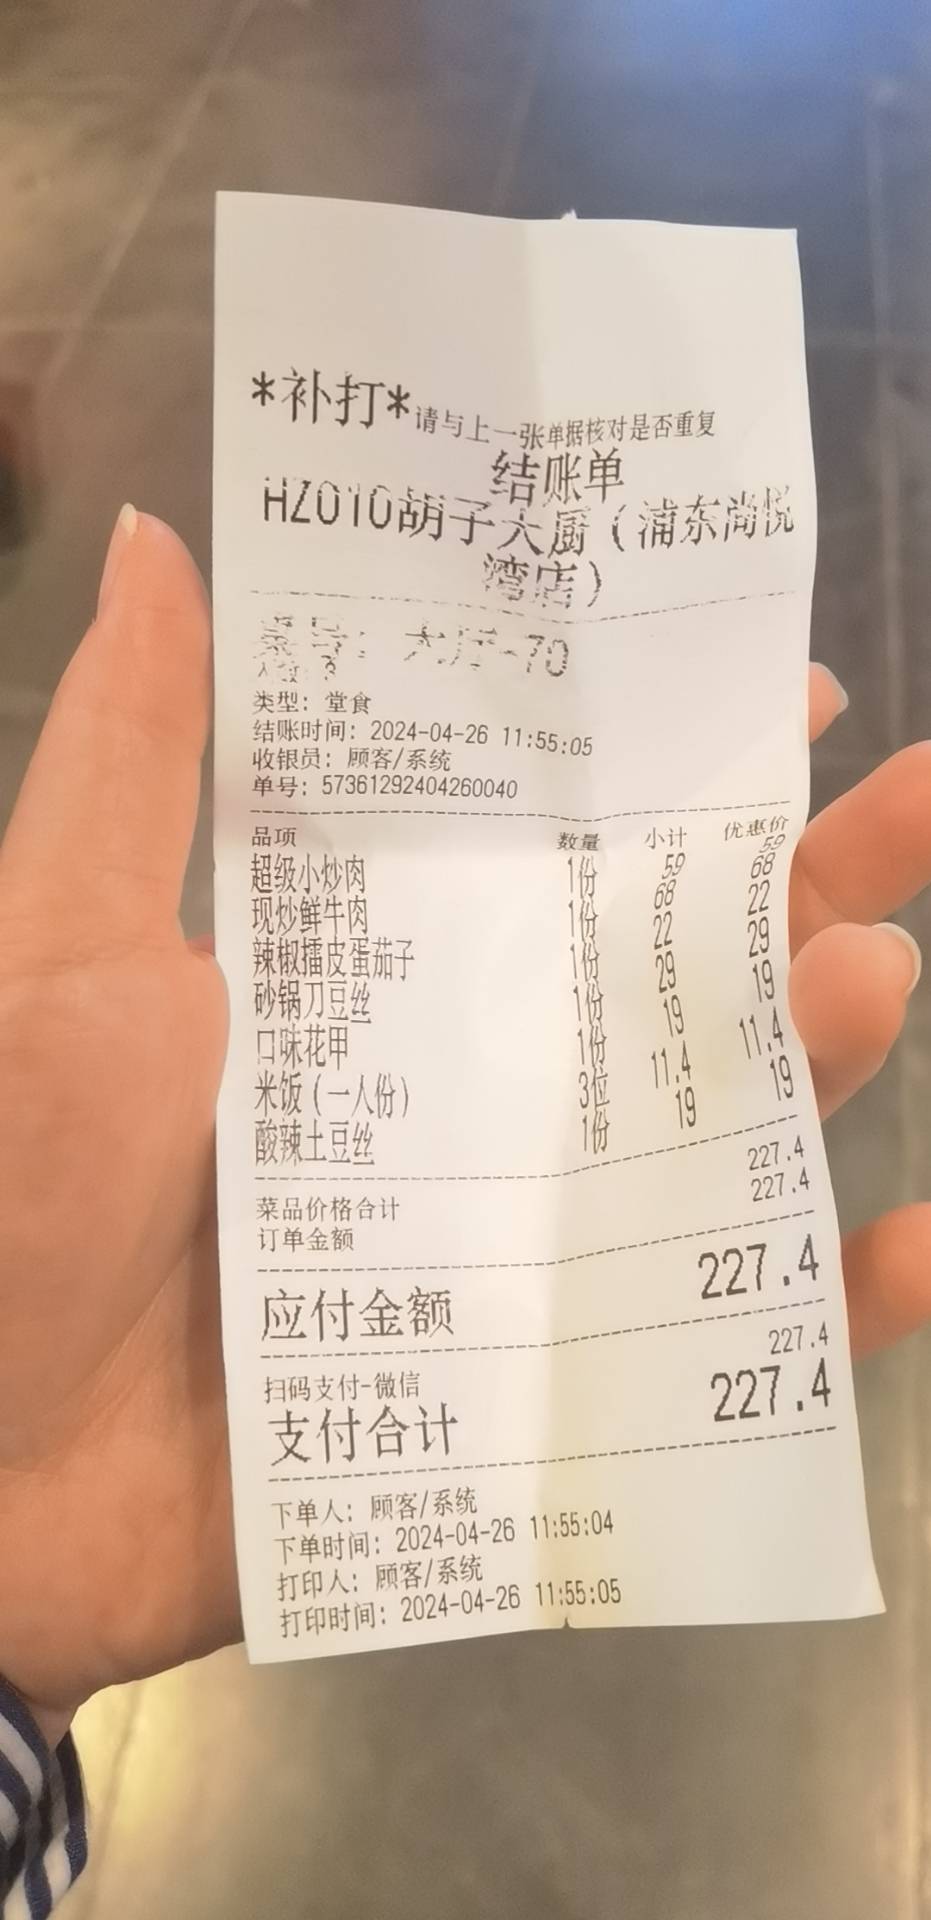 *补打*请与上一张单据核对是否重复
结账单
HZ010胡子大厨（浦东尚悦
湾店）
桌号： 大厅-70
类型：堂食
结账时间：2024-04-26 11:55:05
收银员：顾客/系统
单号：573612924042600​40
品项 数量 小计 优惠价
超级小炒肉 1份 59 59
现炒鲜牛肉 1份 68 68
辣椒擂皮蛋茄子 1份 22 22
砂锅刀豆丝 1份 29 29
口味花甲 1份 19 19
米饭（一人份） 3位 11.4 11.4
酸辣土豆丝 1份 19 19
菜品价格合计 227.4
订单金额 227.4
应付金额 227.4
扫码支付-微信 227.4
支付合计 227.4
下单人：顾客/系统
下单时间：2024-04-26 11:55:04
打印人：顾客/系统
打印时间：2024-04-26 11:55:05